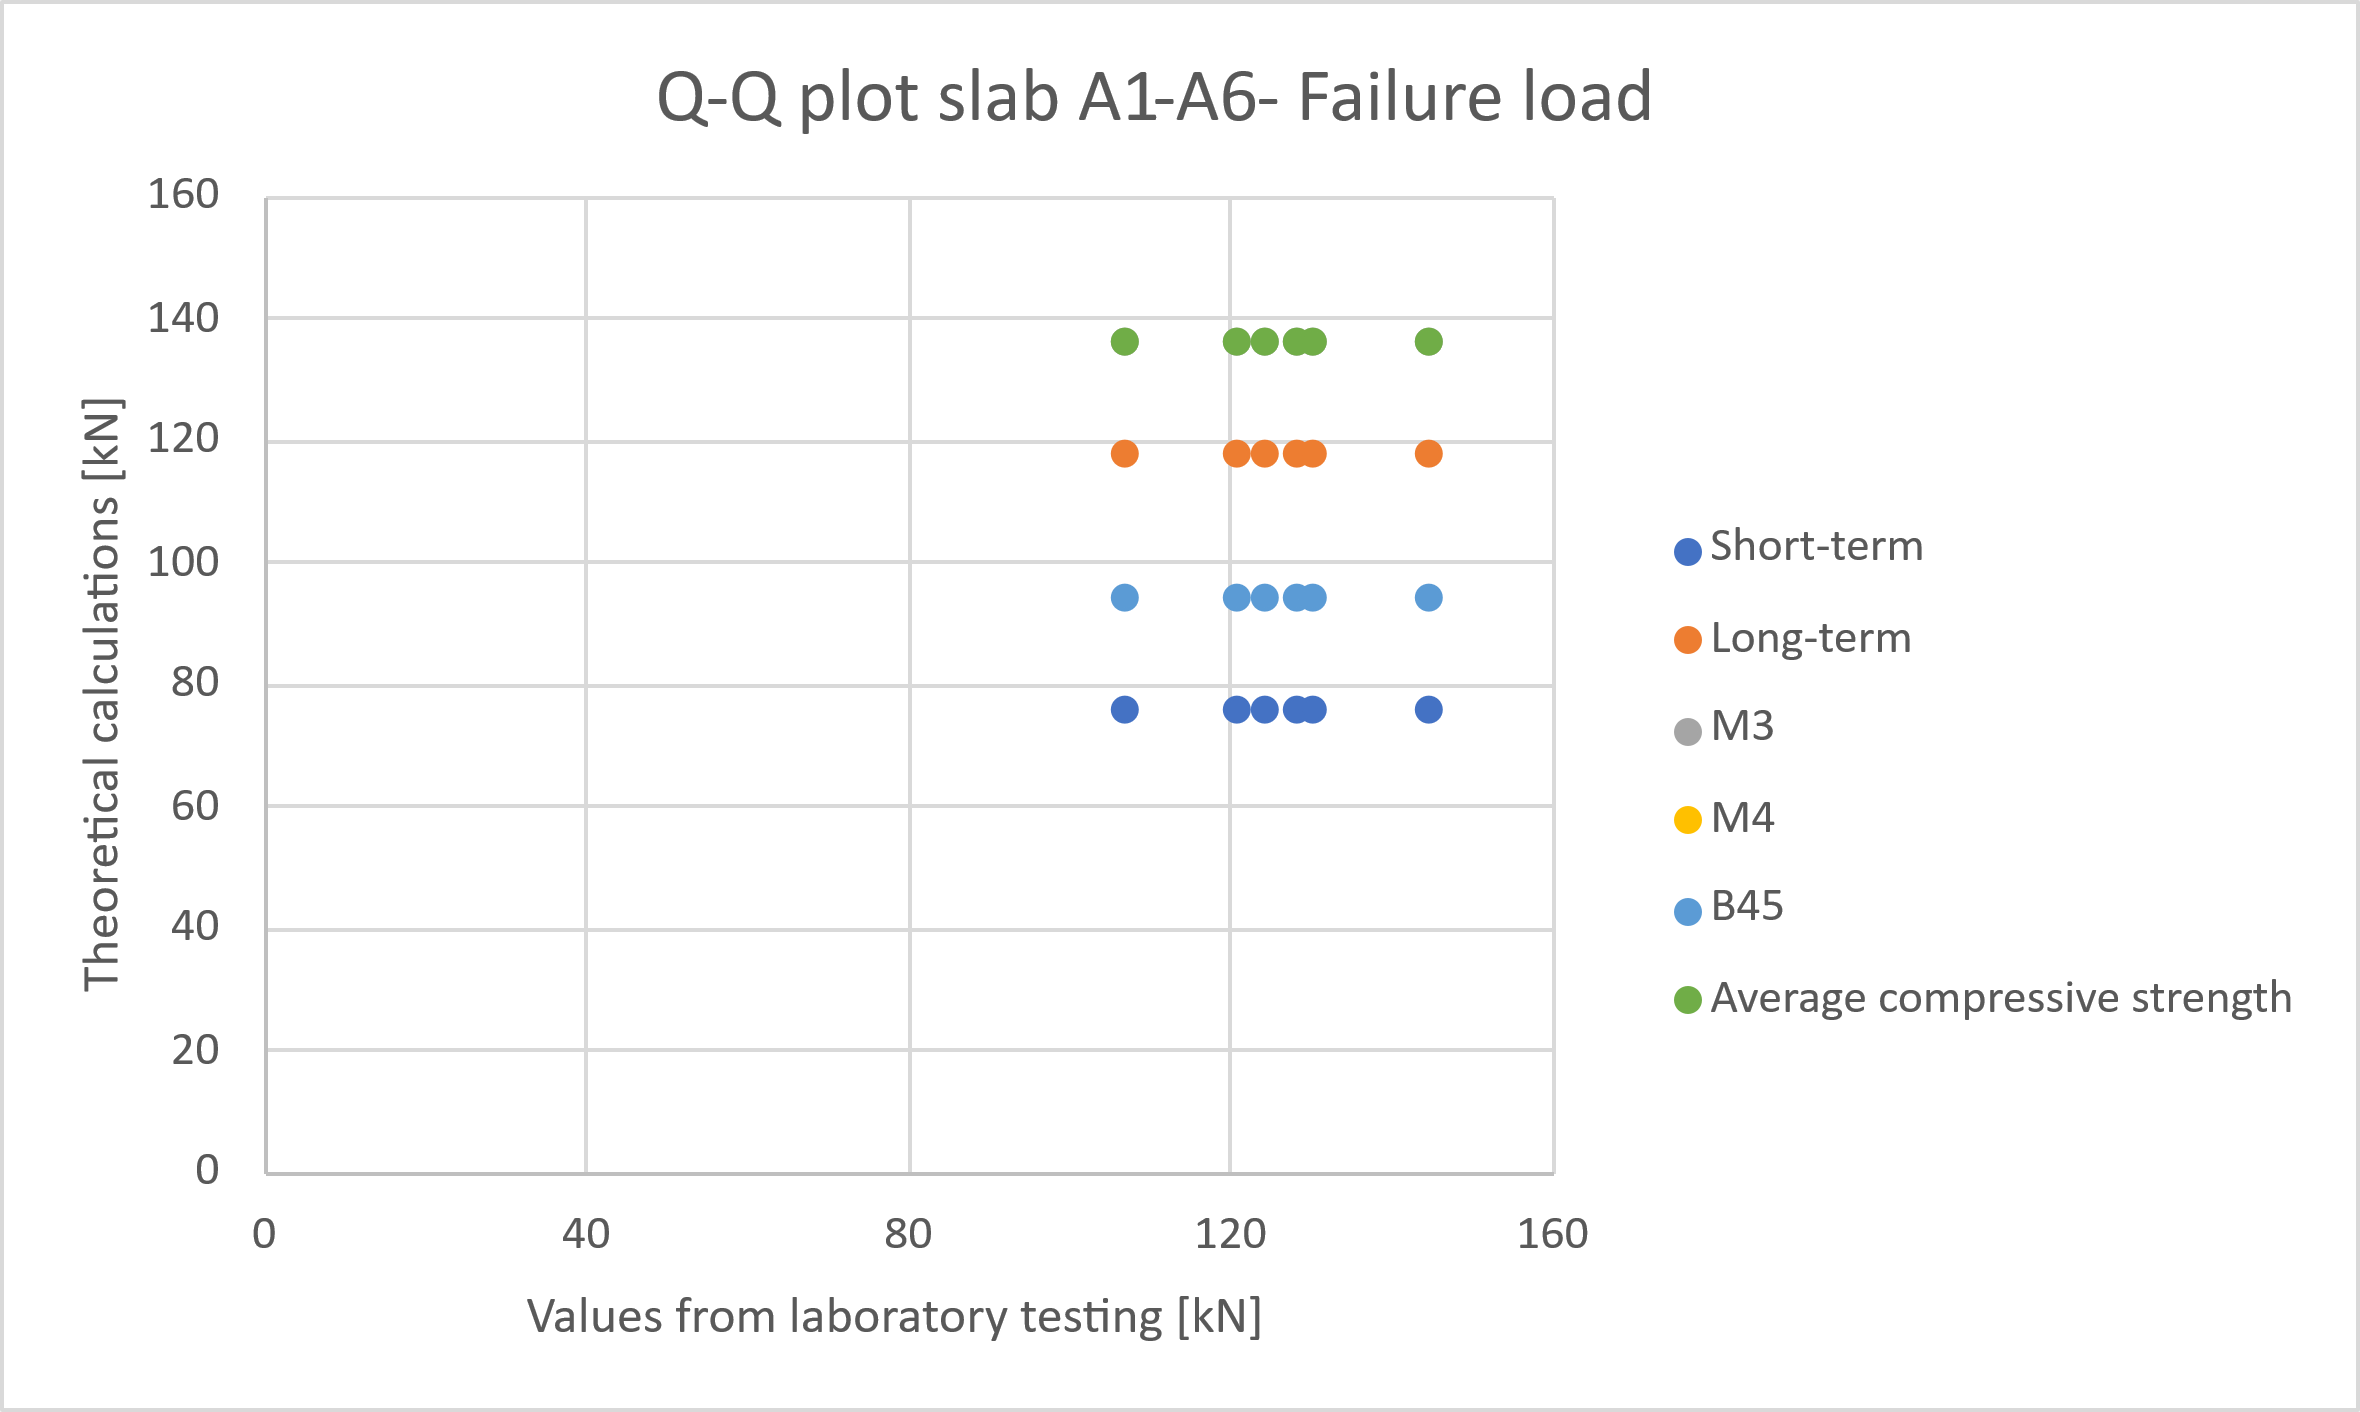 Q-Q plot slab A1-A6- Failure load
Theoretical calculations [kN]
160
140
120
100
80
60
40
20
0
0 40 80 120 160
Values from laboratory testing [kN]
Short-term
Long-term
M3
M4
B45
Average compressive strength